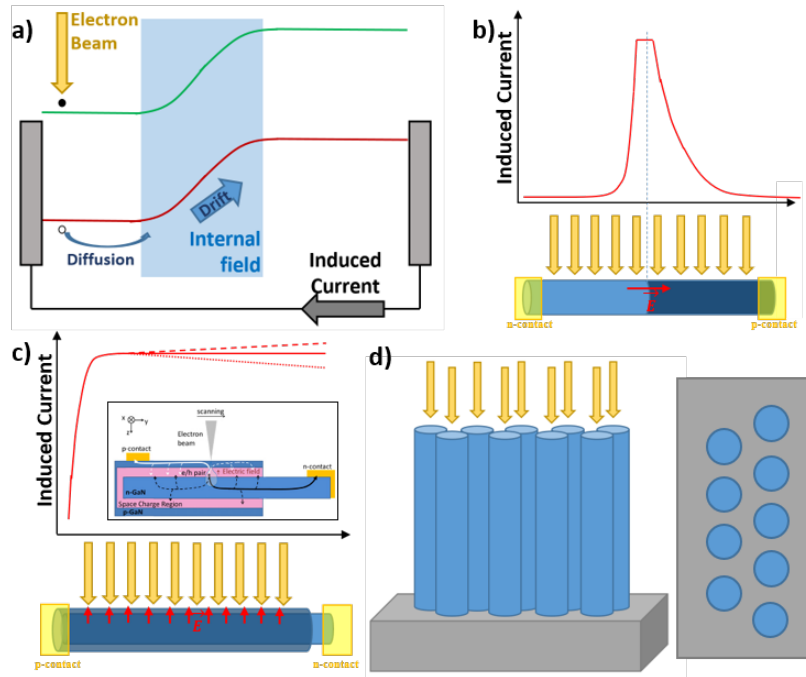 a)
Electron
Beam
Drift
Internal
field
Diffusion
Induced
Current
b)
Induced Current
E
n-contact
p-contact
c)
Induced Current
scanning
x
y
z
Electron
beam
p-contact
n-contact
e/h pair
Electric field
n-GaN
Space Charge Region
p-GaN
E
p-contact
n-contact
d)